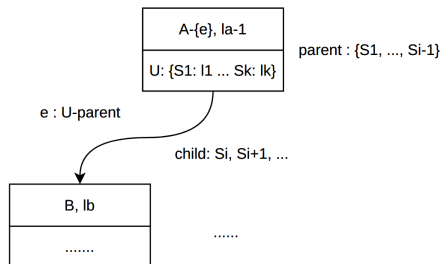 A-{e}, la-1
U: {S1: l1 ... Sk: lk}
parent : {S1, ..., Si-1}
e : U-parent
child: Si, Si+1, ...
B, lb
.......
......